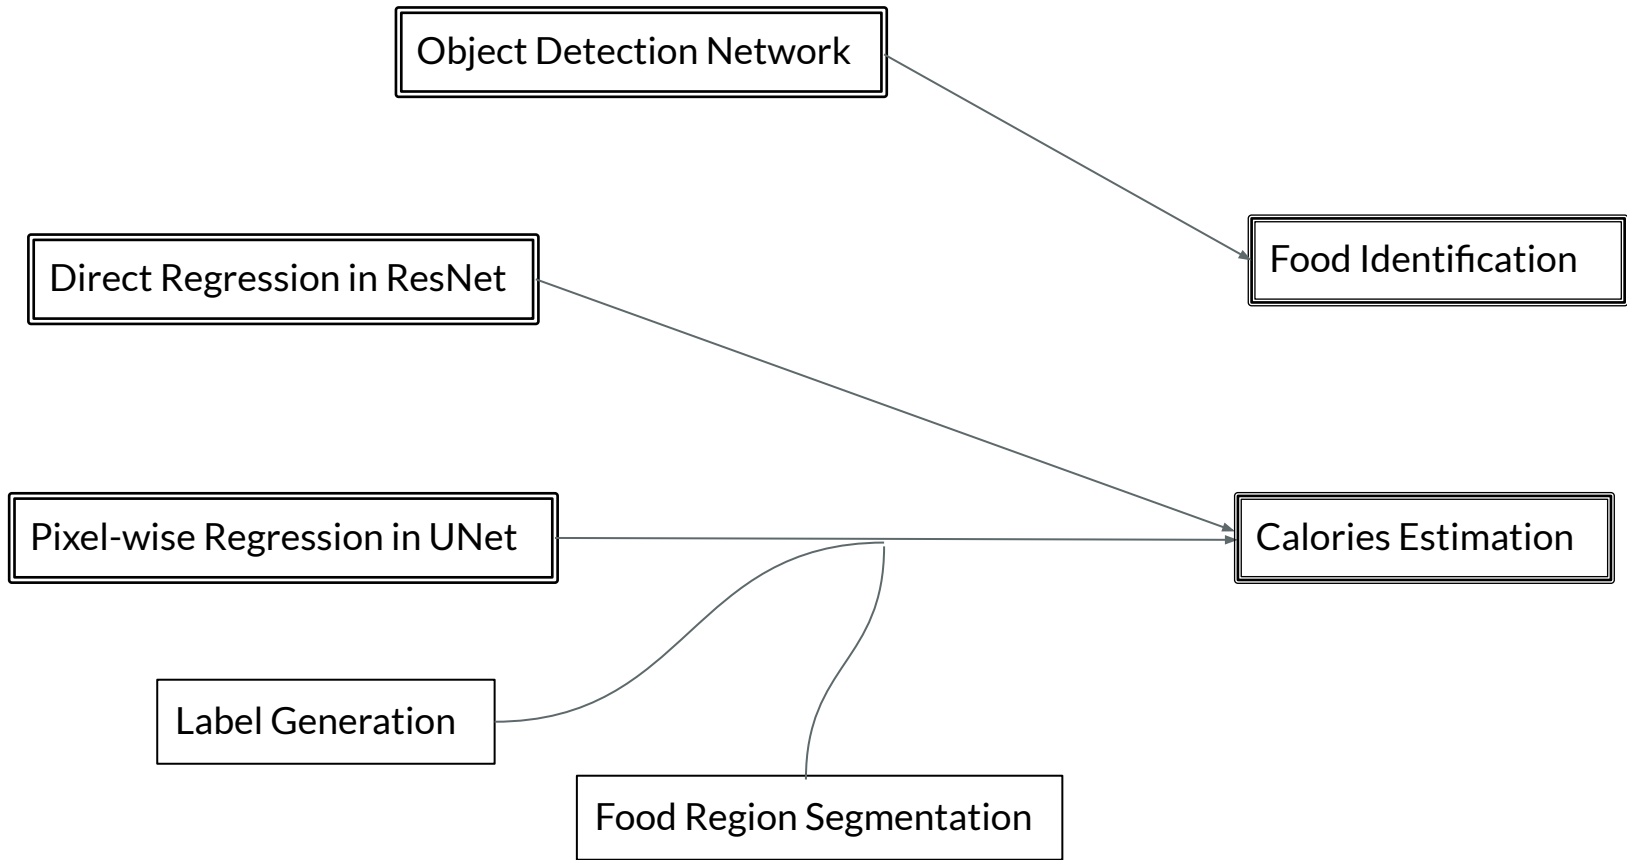 Object Detection Network
Food Identification
Direct Regression in ResNet
Pixel-wise Regression in UNet
Calories Estimation
Label Generation
Food Region Segmentation